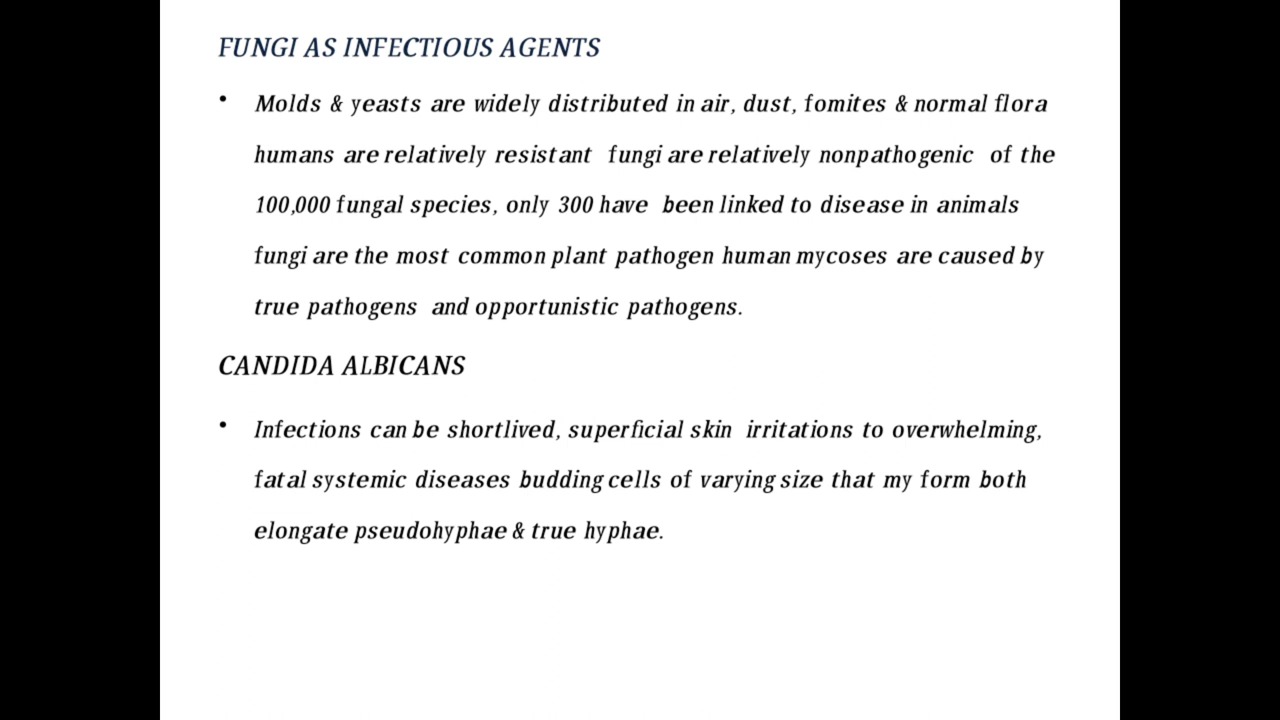 FUNGI AS INFECTIOUS AGENTS
• Molds & yeasts are widely distributed in air, dust, fomites & normal flora
humans are relatively resistant fungi are relatively nonpathogenic of the
100,000 fungal species, only 300 have been linked to disease in animals
fungi are the most common plant pathogen human mycoses are caused by
true pathogens and opportunistic pathogens.
CANDIDA ALBICANS
• Infections can be shortlived, superficial skin irritations to overwhelming,
fatal systemic diseases budding cells of varying size that my form both
elongate pseudohyphae & true hyphae.